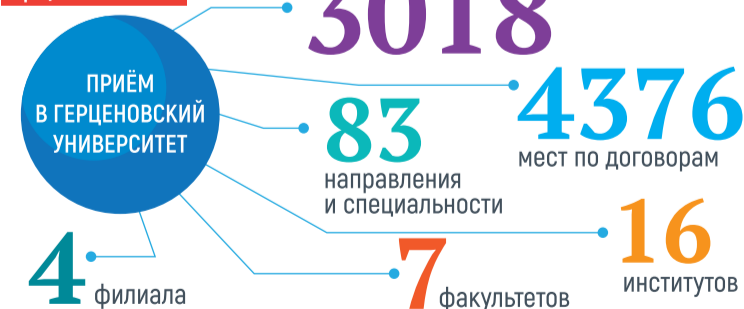 3018
ПРИЁМ
В ГЕРЦЕНОВСКИЙ
УНИВЕРСИТЕТ
4376
мест по договорам
83
направления
и специальности
16
институтов
4 филиала
7 факультетов